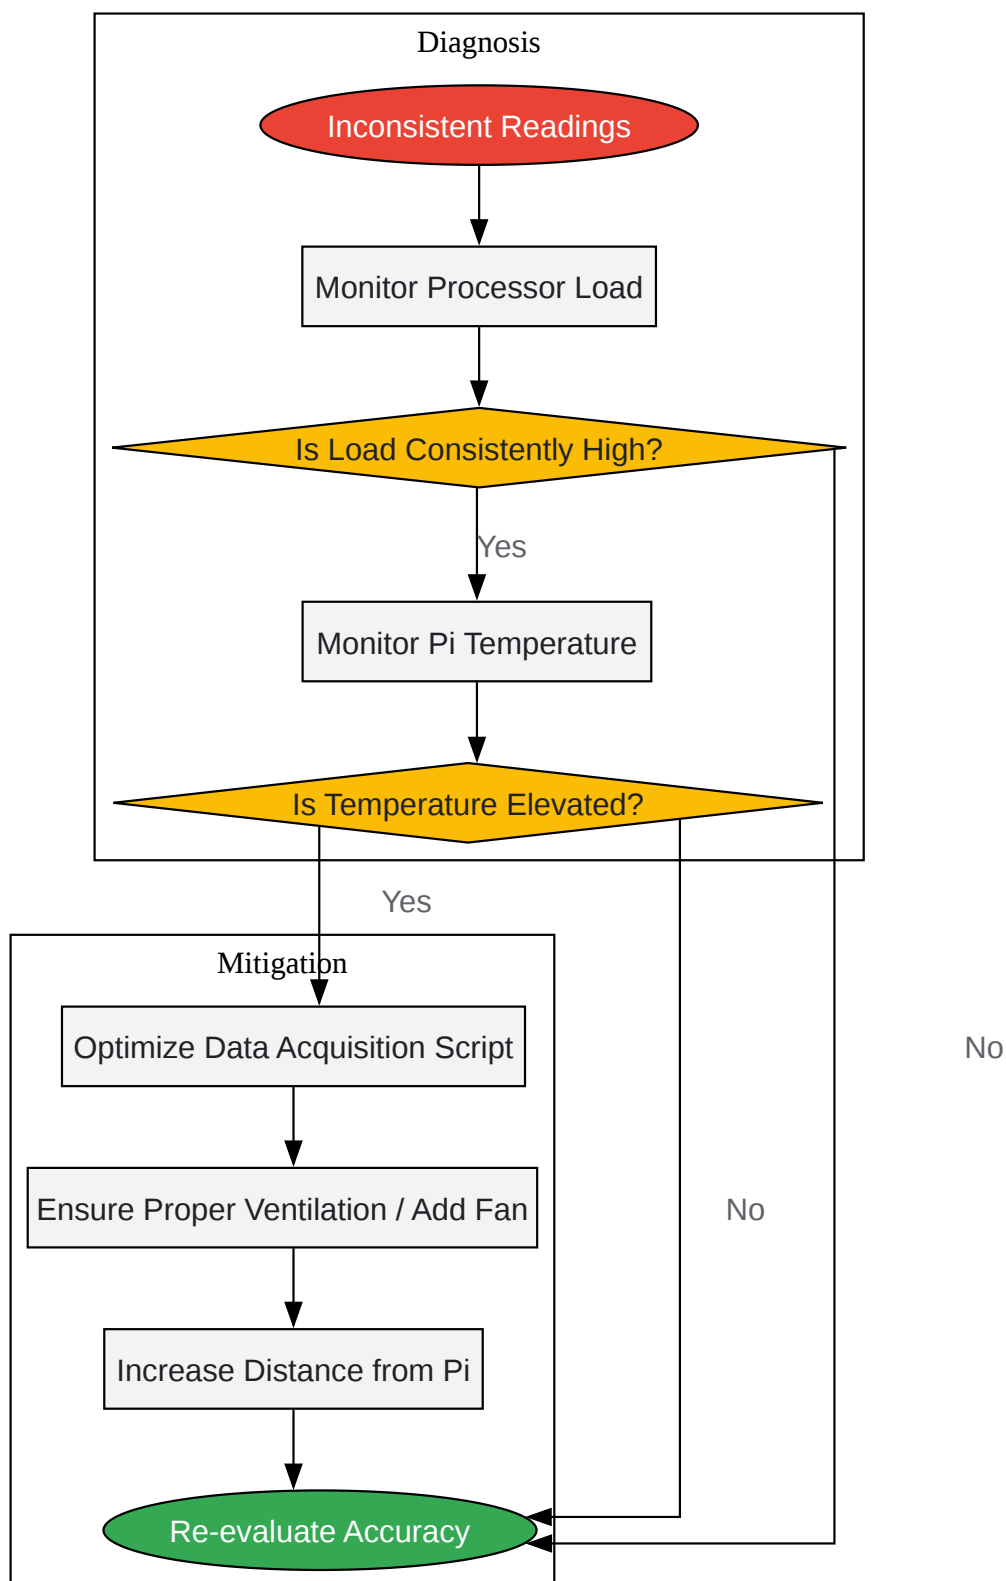 Diagnosis
Inconsistent Readings
Monitor Processor Load
Is Load Consistently High?
Yes
Monitor Pi Temperature
Is Temperature Elevated?
Yes
Mitigation
Optimize Data Acquisition Script
No
Ensure Proper Ventilation / Add Fan
No
Increase Distance from Pi
Re-evaluate Accuracy